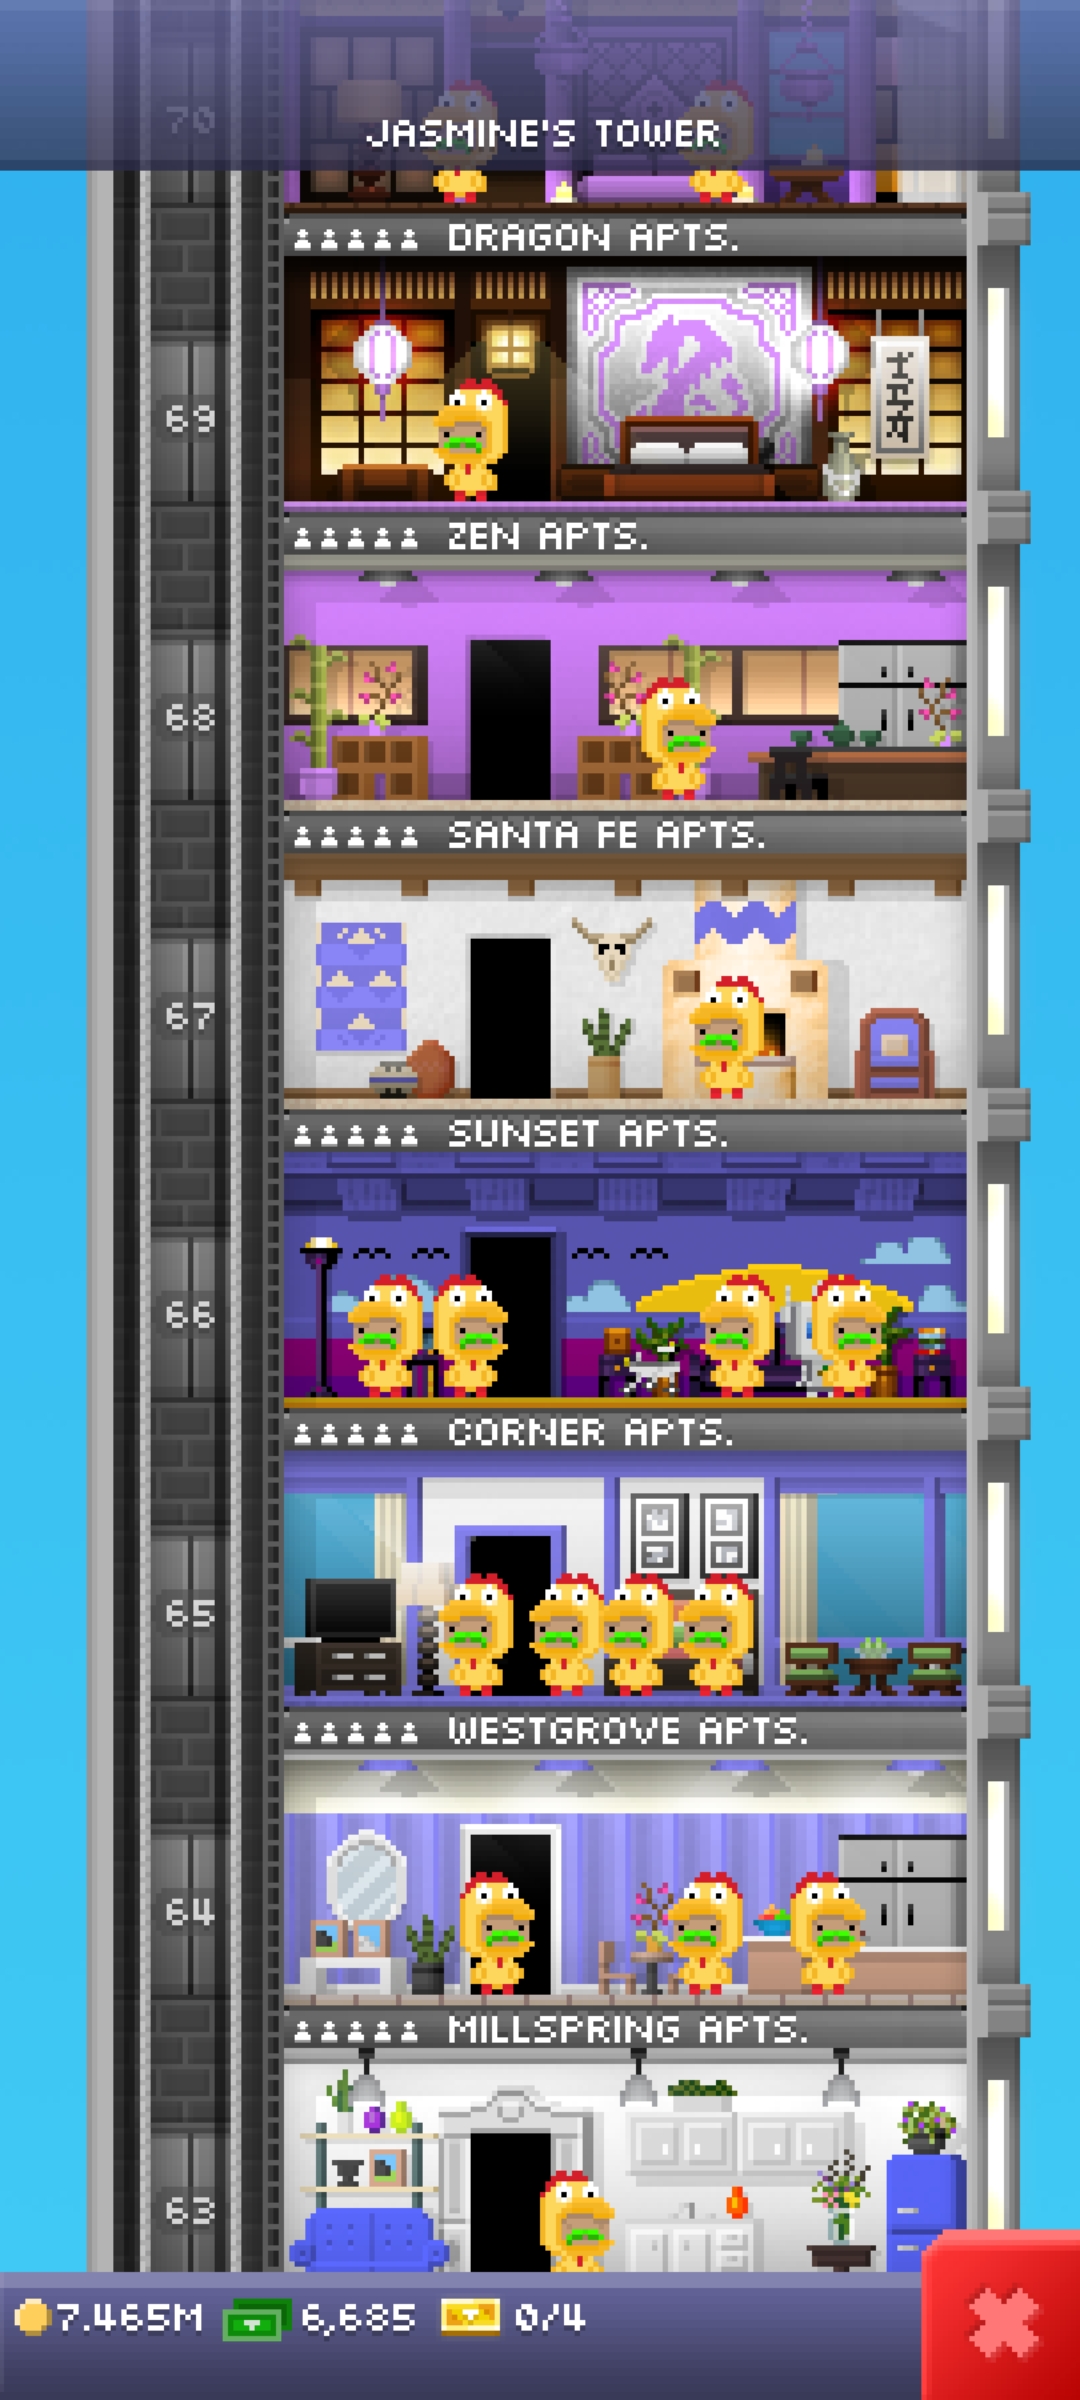 70
JASMINE'S TOWER
DRAGON APTS.
69
ZEN APTS.
68
SANTA FE APTS.
67
SUNSET APTS.
66
CORNER APTS.
65
WESTGROVE APTS.
64
MILLSPRING APTS.
63
7.465M 6,685 0/4